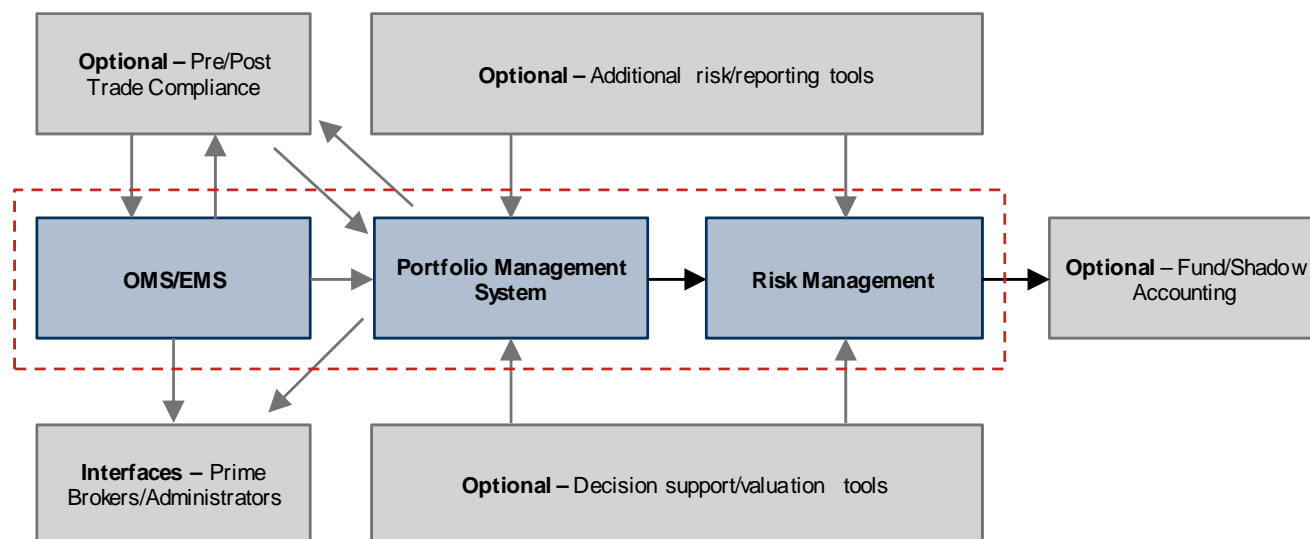 Optional – Pre/Post
Trade Compliance
Optional – Additional risk/reporting tools
OMS/EMS
Portfolio Management
System
Risk Management
Optional – Fund/Shadow
Accounting
Interfaces – Prime
Brokers/Administrators
Optional – Decision support/valuation tools